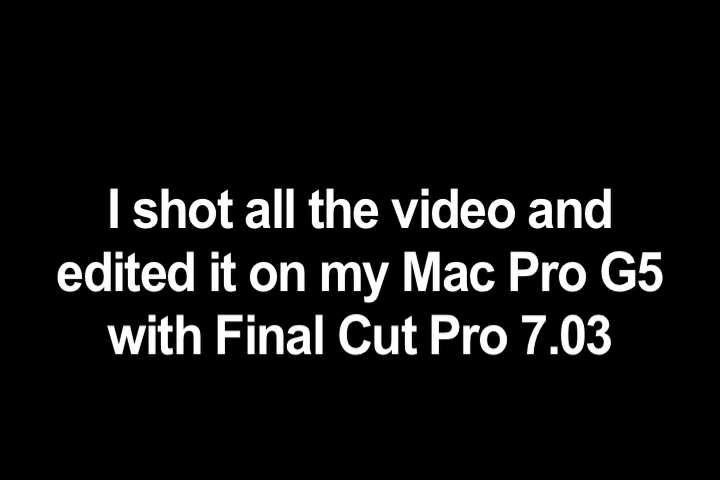 I shot all the video and
edited it on my Mac Pro G5
with Final Cut Pro 7.03